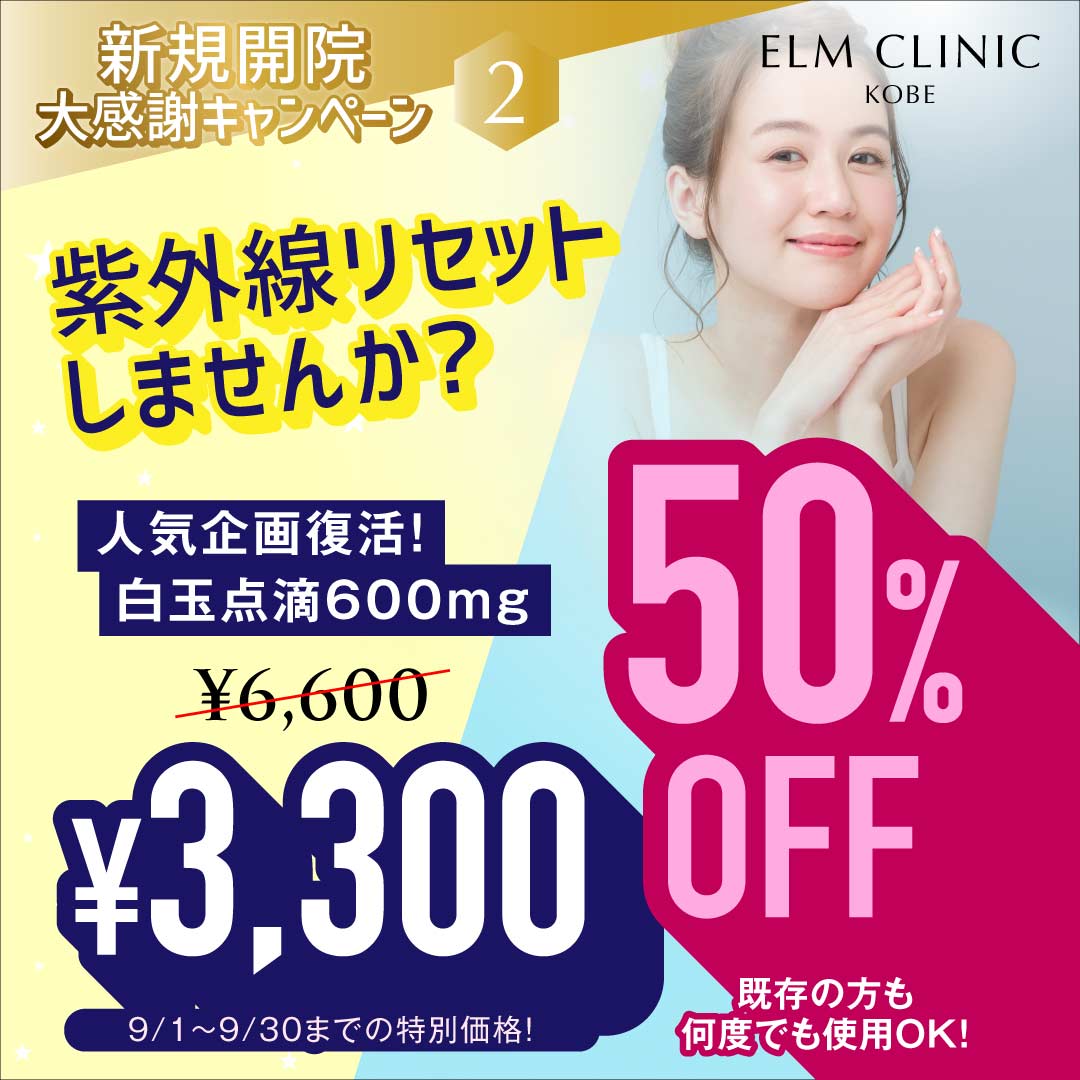 新規開院
大感謝キャンペーン
2
ELM CLINIC
KOBE
紫外線リセット
しませんか?
人気企画復活!
白玉点滴600mg
¥6,600
¥3,300
9/1~9/30までの特別価格!
50%
OFF
既存の方も
何度でも使用OK!